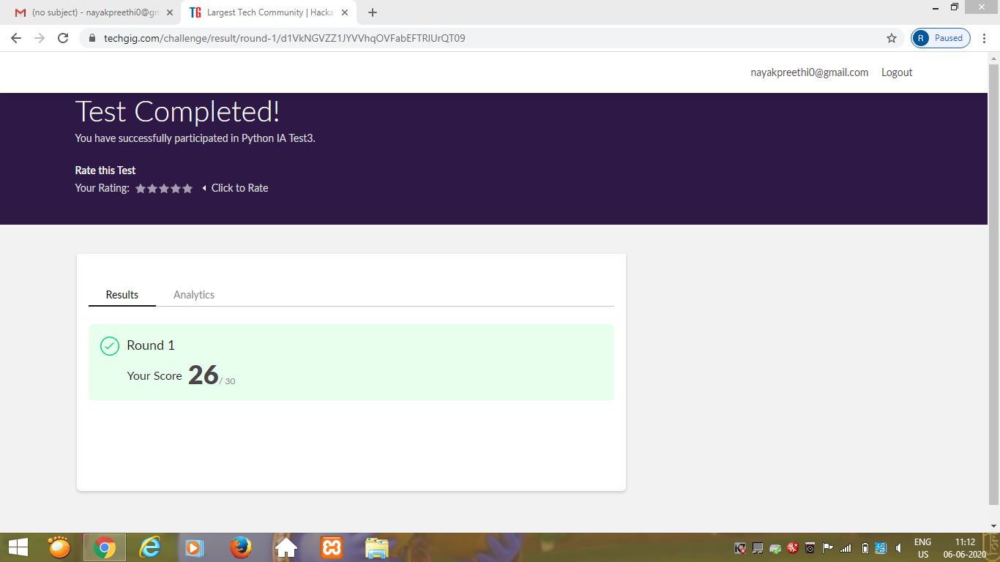 (no subject) - nayakpreethi0@gm
TG Largest Tech Community | Hacka
techgig.com/challenge/result/round-1/d1VkNGVZZ1JYVVhqOVFabEFTRlUrQT09
R Paused
nayakpreethi0@gmail.com Logout
Test Completed!
You have successfully participated in Python IA Test3.
Rate this Test
Your Rating: Click to Rate
Results Analytics
Round 1
Your Score 26 / 30
ENG 11:12
US 06-06-2020